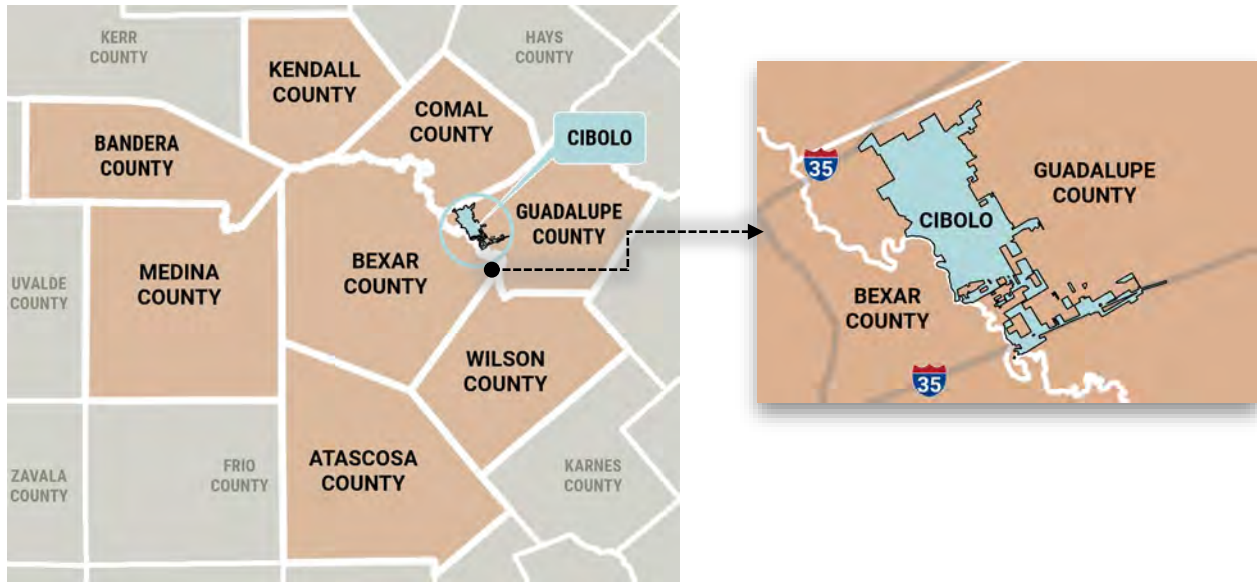 KERR
COUNTY
HAYS
COUNTY
KENDALL
COUNTY
COMAL
COUNTY
CIBOLO
BANDERA
COUNTY
GUADALUPE
COUNTY
MEDINA
COUNTY
BEXAR
COUNTY
UVALDE
COUNTY
WILSON
COUNTY
ATASCOSA
COUNTY
ZAVALA
COUNTY
FRIO
COUNTY
KARNES
COUNTY
35
GUADALUPE
COUNTY
CIBOLO
BEXAR
COUNTY
35